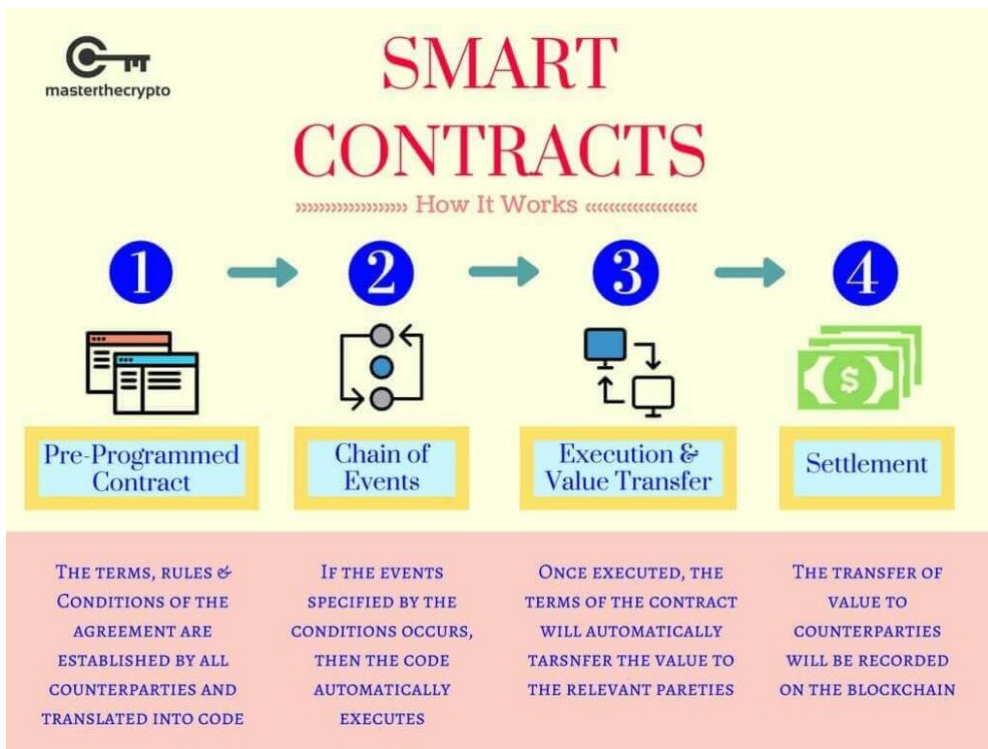 masterthecrypto
SMART
CONTRACTS
»»»»»»»»» How It Works «««««««««
1
2
3
4
$
Pre-Programmed
Contract
Chain of
Events
Execution &
Value Transfer
Settlement
THE TERMS, RULES &
CONDITIONS OF THE
AGREEMENT ARE
ESTABLISHED BY ALL
COUNTERPARTIES AND
TRANSLATED INTO CODE
IF THE EVENTS
SPECIFIED BY THE
CONDITIONS OCCURS,
THEN THE CODE
AUTOMATICALLY
EXECUTES
ONCE EXECUTED, THE
TERMS OF THE CONTRACT
WILL AUTOMATICALLY
TARSNFER THE VALUE TO
THE RELEVANT PARETIES
THE TRANSFER OF
VALUE TO
COUNTERPARTIES
WILL BE RECORDED
ON THE BLOCKCHAIN